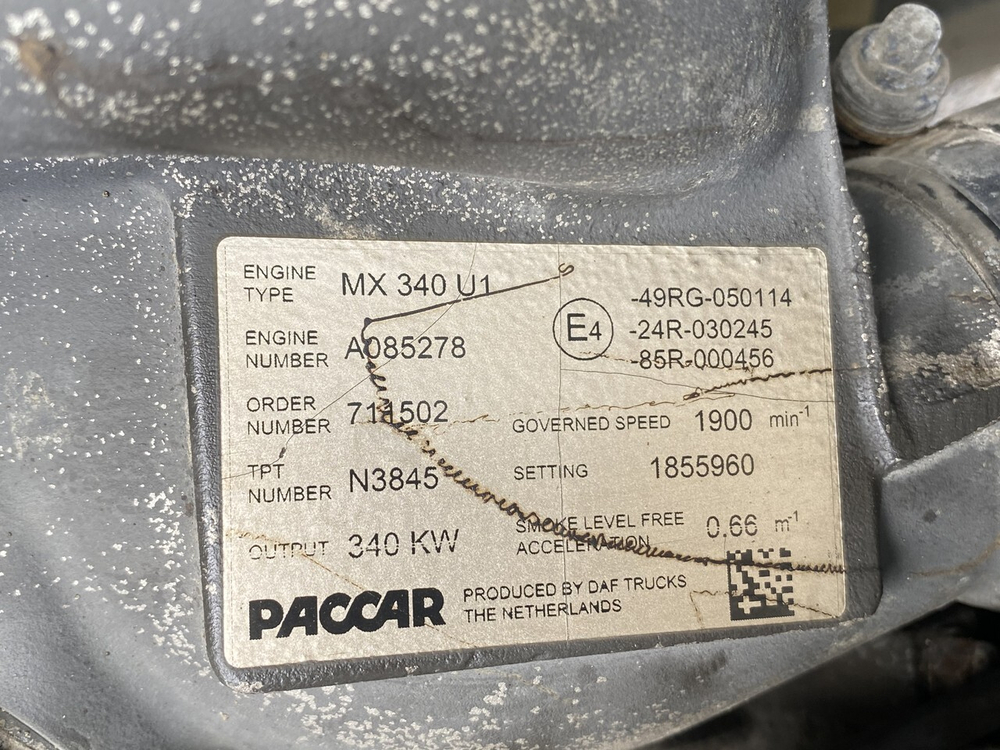 ENGINE TYPE MX 340 U1
ENGINE NUMBER A085278
ORDER NUMBER 711502
TPT NUMBER N3845
OUTPUT 340 KW
E4
-49RG-050114
-24R-030245
-85R-000456
GOVERNED SPEED 1900 min-1
SETTING 1855960
SMOKE LEVEL FREE
ACCELERATION 0.66 m-1
PACCAR
PRODUCED BY DAF TRUCKS
THE NETHERLANDS